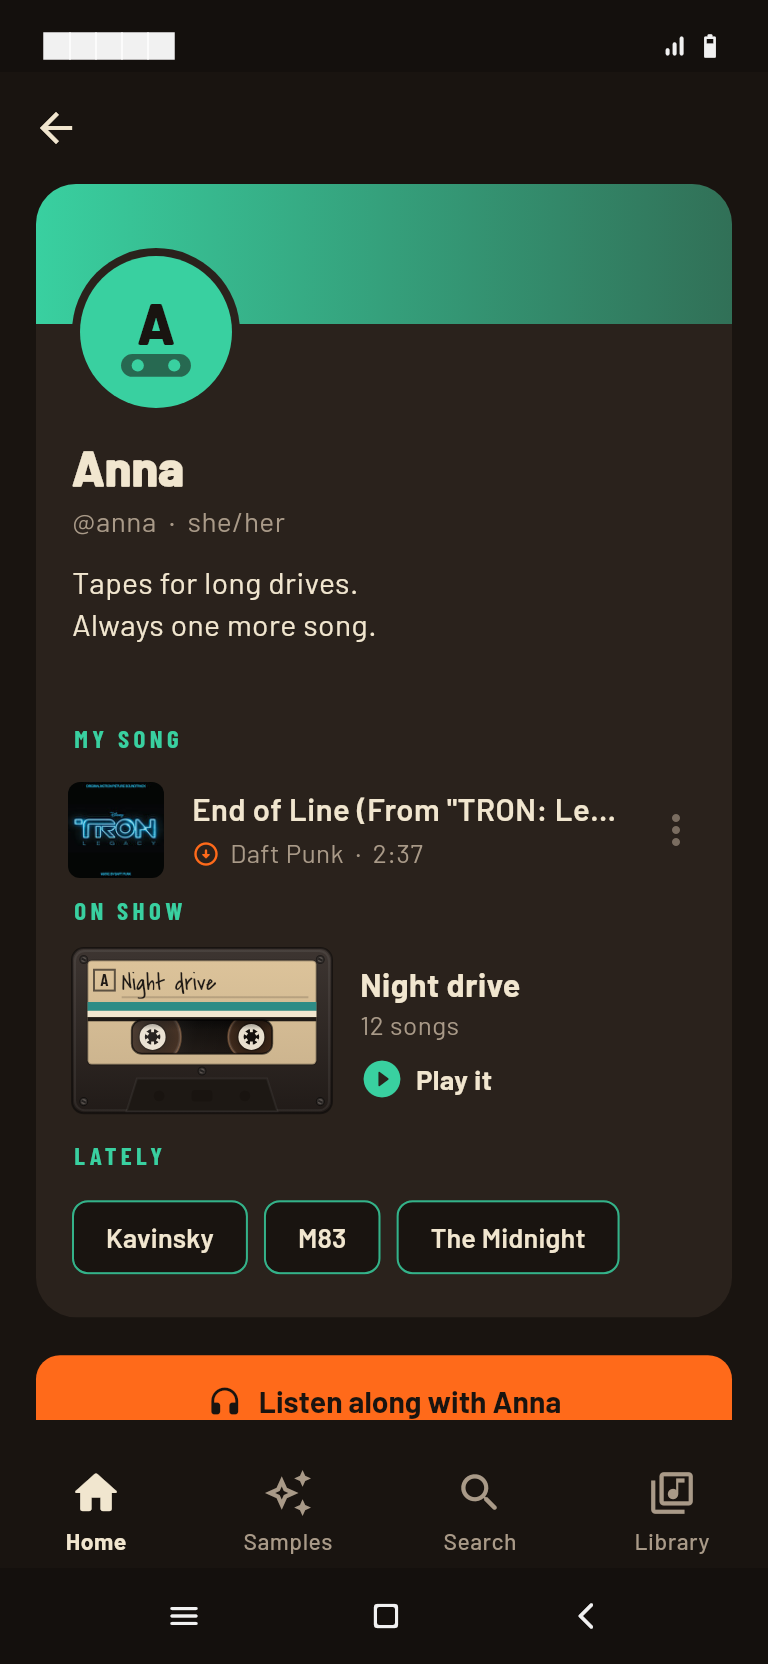 A
Anna
@anna · she/her
Tapes for long drives.
Always one more song.
MY SONG
TRON
LEGACY
End of Line (From "TRON: Le...
Daft Punk · 2:37
ON SHOW
A Night drive
Night drive
12 songs
Play it
LATELY
Kavinsky
M83
The Midnight
Listen along with Anna
Home
Samples
Search
Library